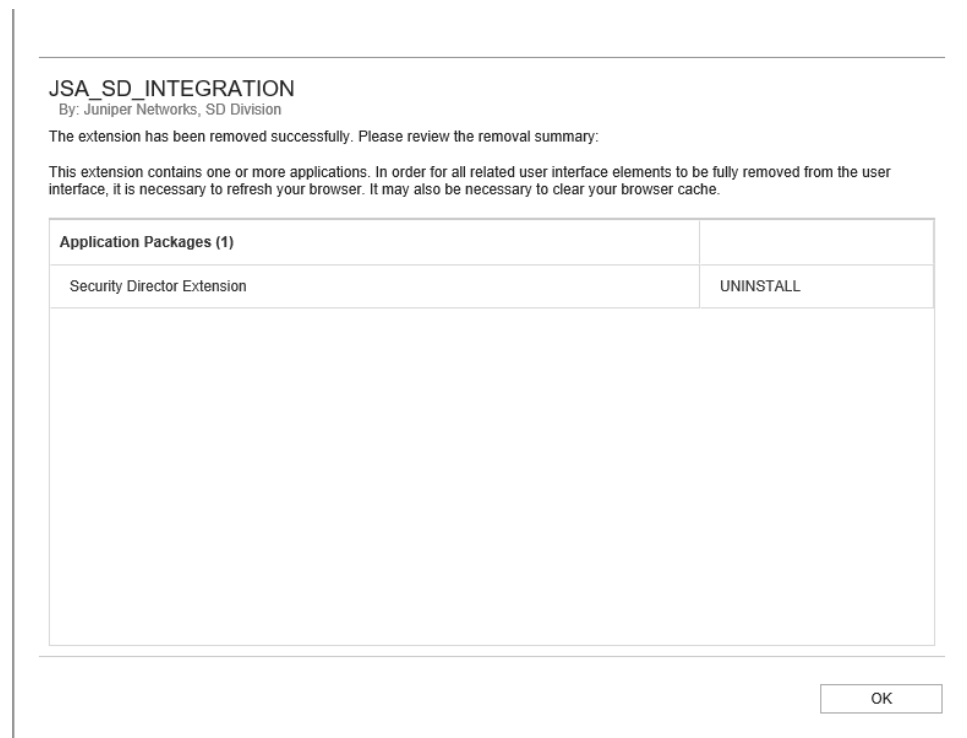 JSA_SD_INTEGRATION
By: Juniper Networks, SD Division
The extension has been removed successfully. Please review the removal summary:
This extension contains one or more applications. In order for all related user interface elements to be fully removed from the user
interface, it is necessary to refresh your browser. It may also be necessary to clear your browser cache.
Application Packages (1)
Security Director Extension UNINSTALL
OK